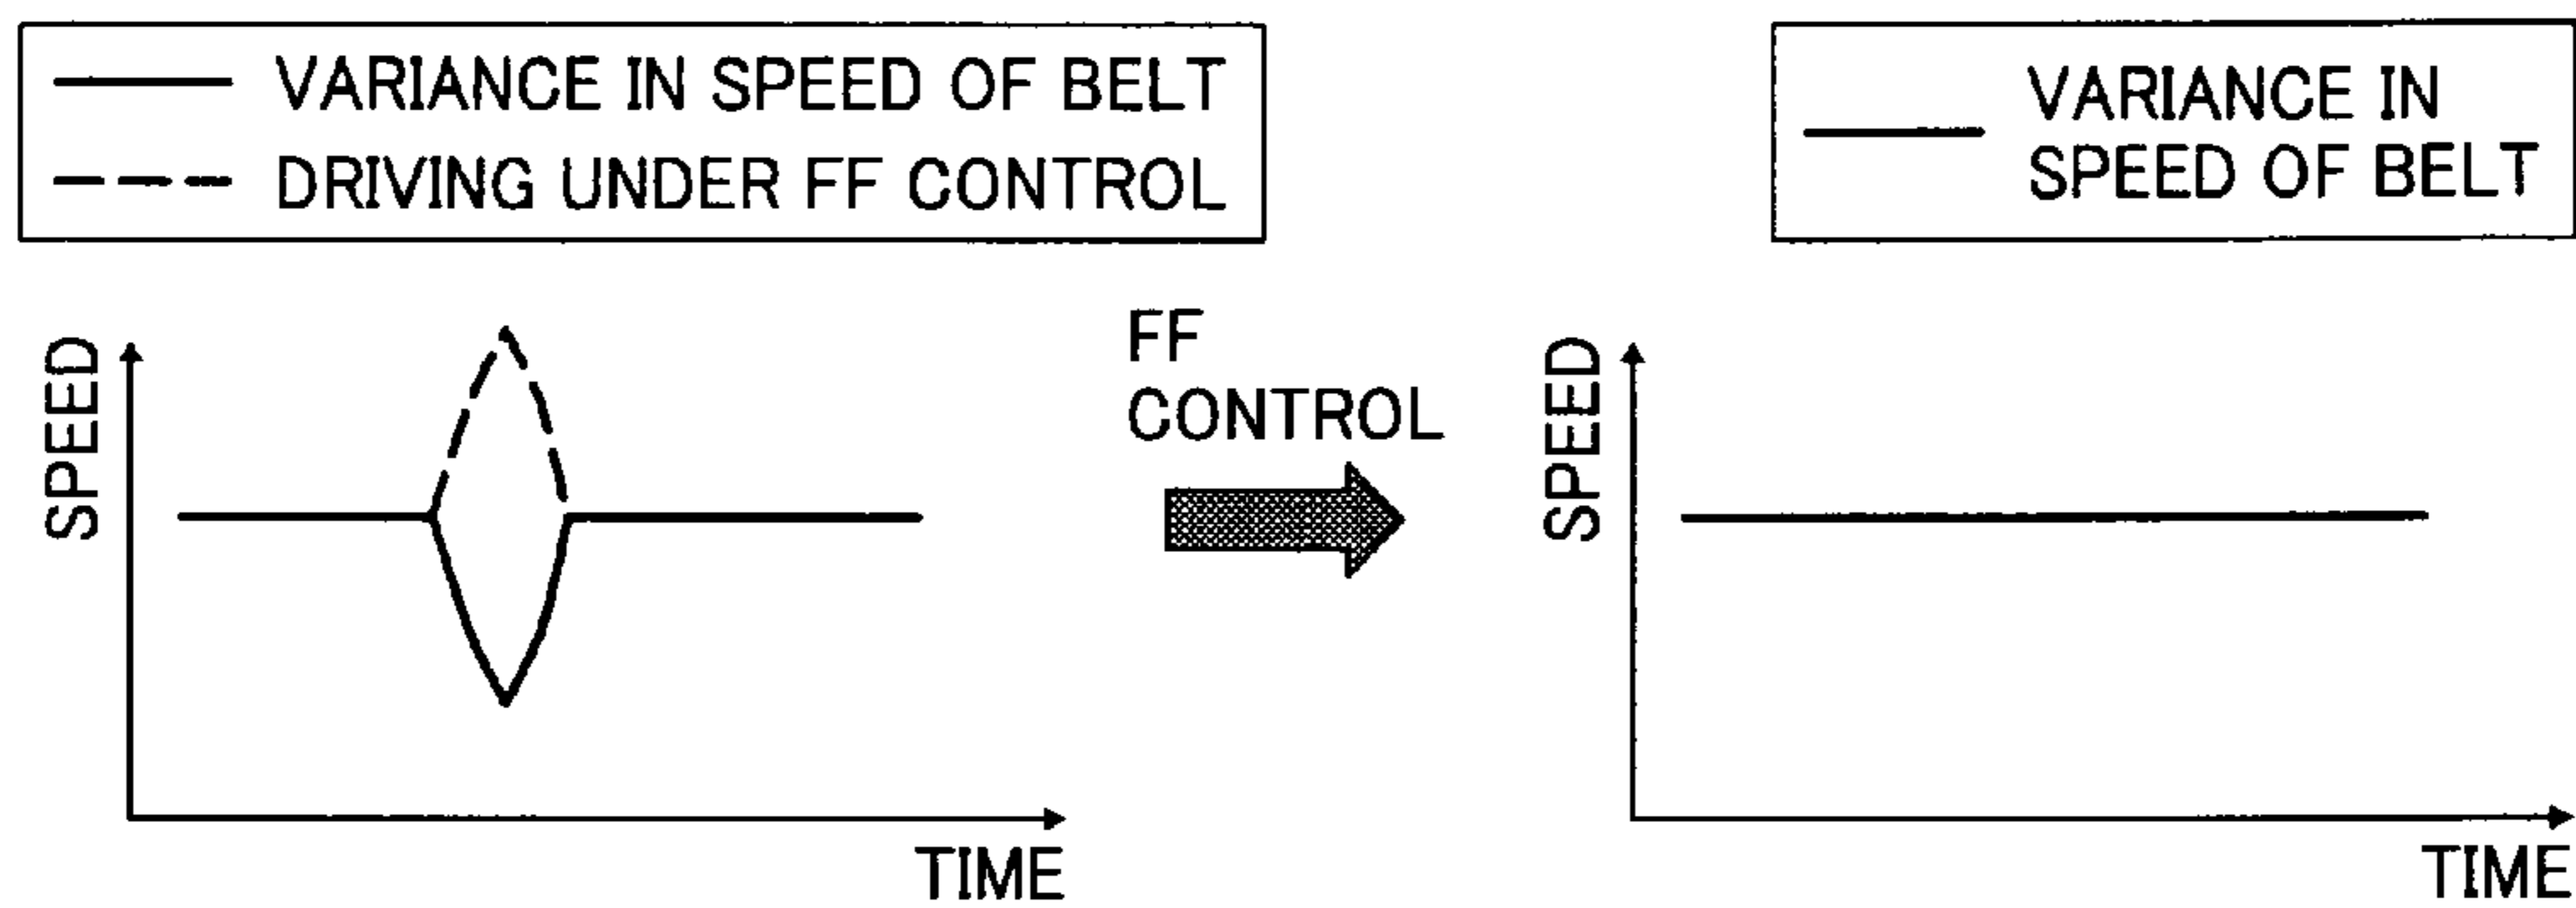 VARIANCE IN SPEED OF BELT
DRIVING UNDER FF CONTROL
VARIANCE IN
SPEED OF BELT
SPEED
TIME
FF
CONTROL
SPEED
TIME